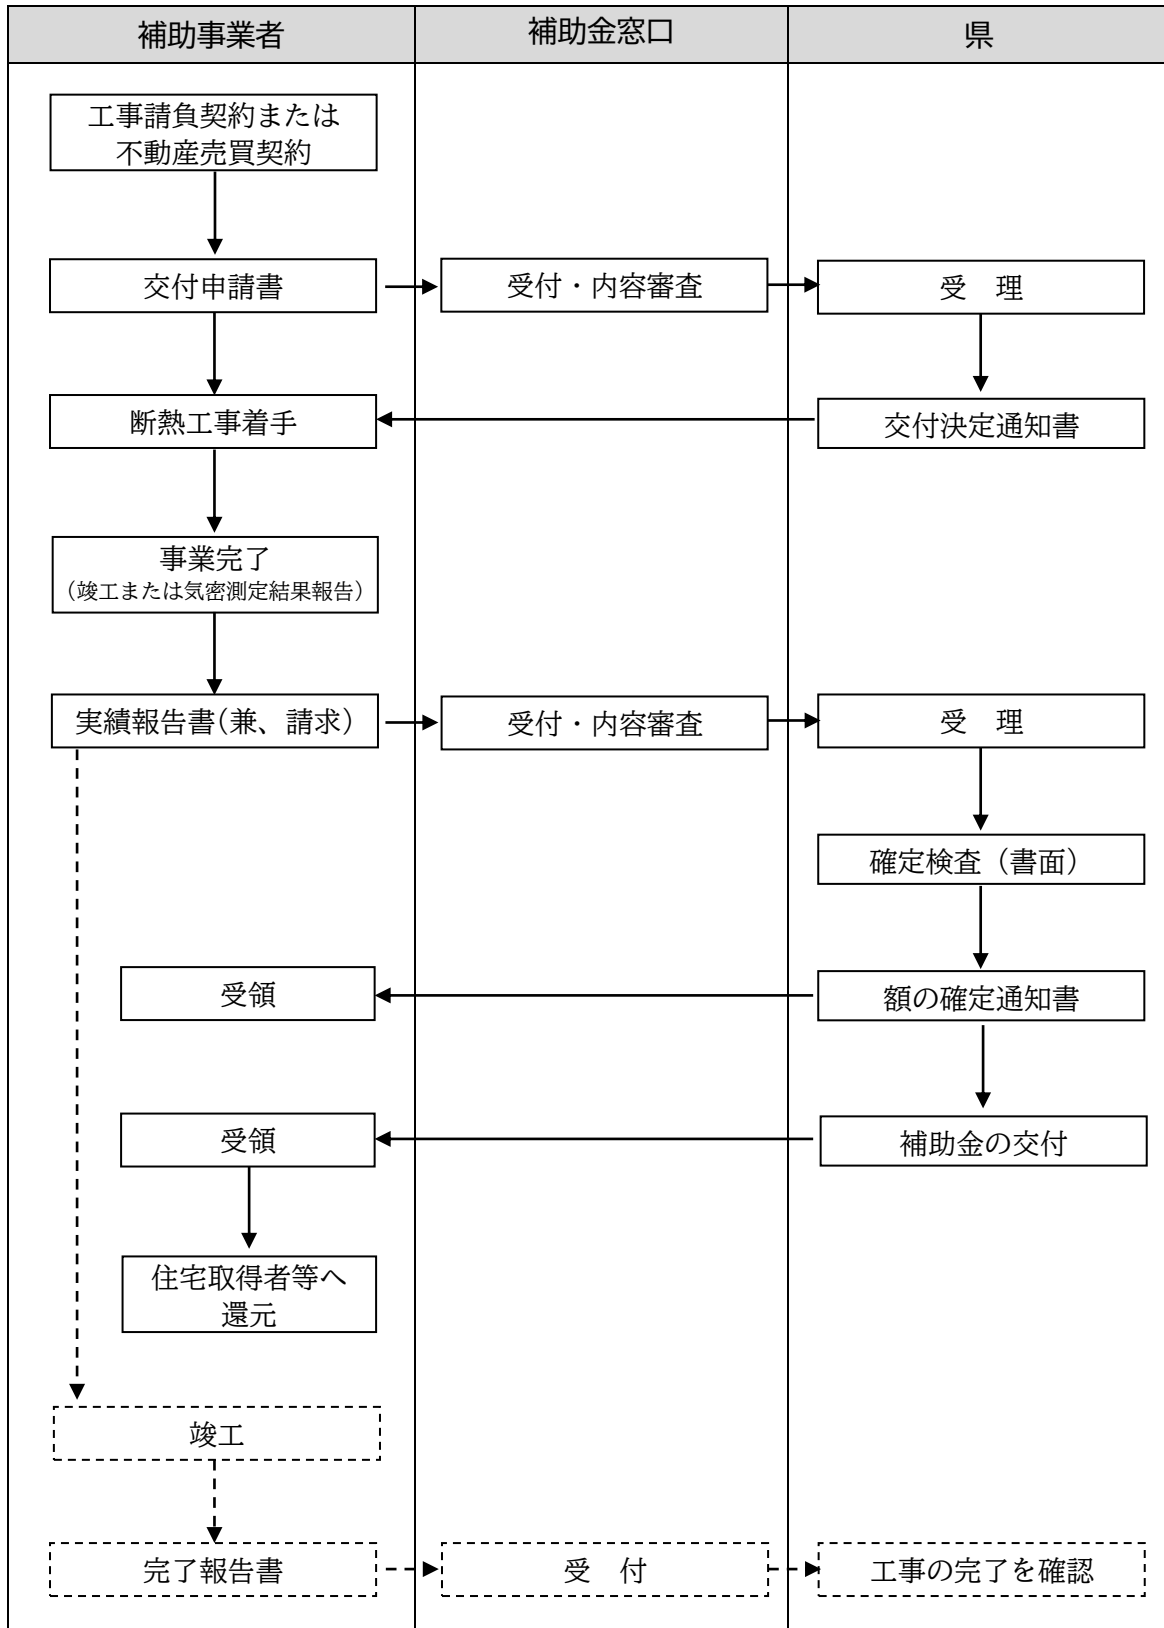 補助事業者
補助金窓口
県
工事請負契約または
不動産売買契約
交付申請書
受付・内容審査
受　理
断熱工事着手
交付決定通知書
事業完了
（竣工または気密測定結果報告）
実績報告書（兼、請求）
受付・内容審査
受　理
確定検査（書面）
受領
額の確定通知書
受領
補助金の交付
住宅取得者等へ
還元
竣工
完了報告書
受　付
工事の完了を確認